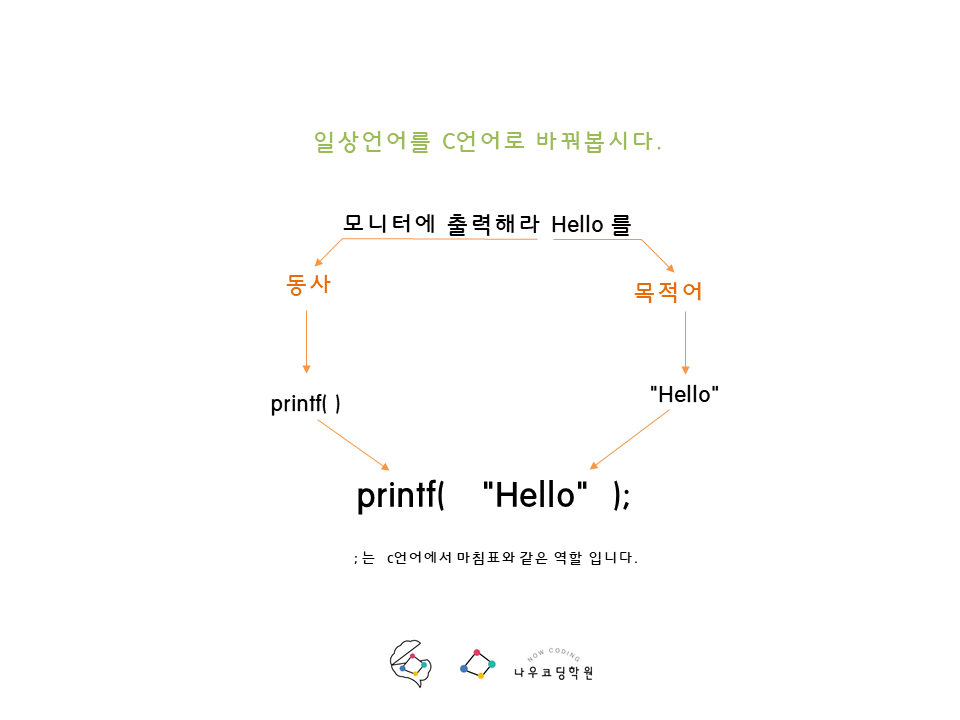 일상언어를 C언어로 바꿔봅시다.
모니터에 출력해라 Hello 를
동사
목적어
printf( )
"Hello"
printf( "Hello" );
; 는 c언어에서 마침표와 같은 역할 입니다.
NOW CODING
나우코딩학원